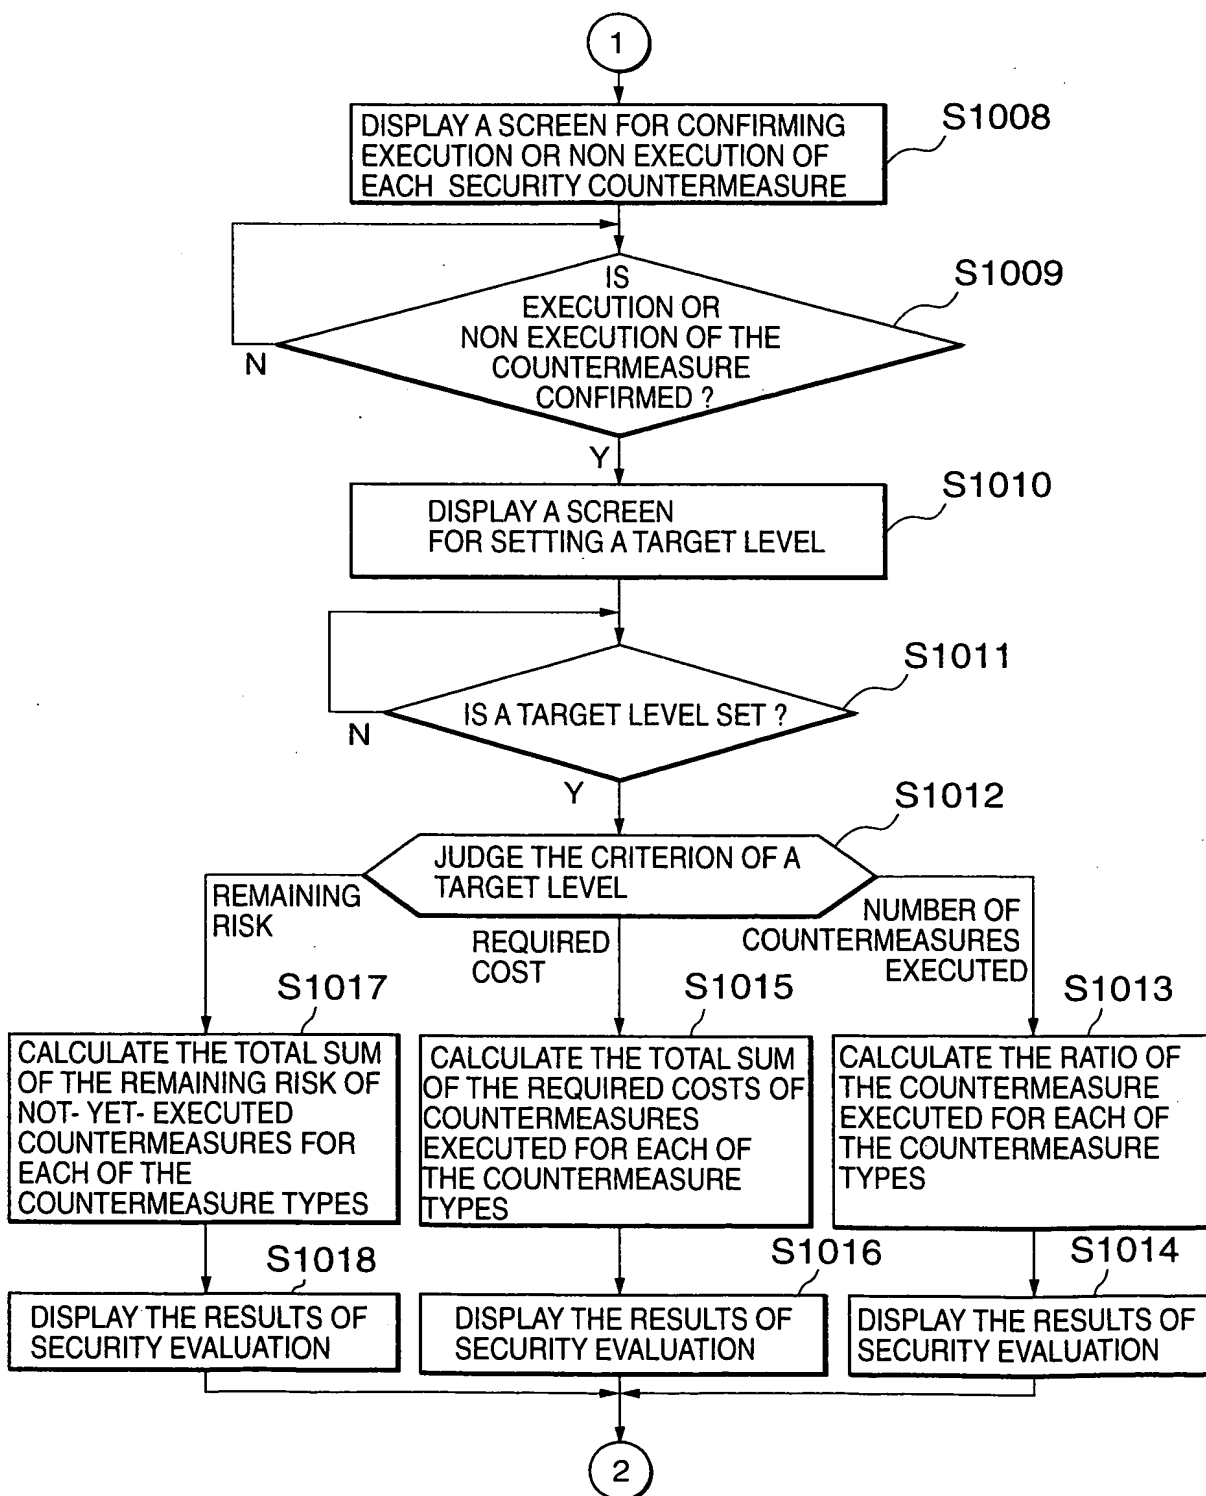 1
DISPLAY A SCREEN FOR CONFIRMING
EXECUTION OR NON EXECUTION OF
EACH SECURITY COUNTERMEASURE
S1008
IS
EXECUTION OR
NON EXECUTION OF THE
COUNTERMEASURE
CONFIRMED ?
S1009
N
Y
DISPLAY A SCREEN
FOR SETTING A TARGET LEVEL
S1010
IS A TARGET LEVEL SET ?
S1011
N
Y
JUDGE THE CRITERION OF A
TARGET LEVEL
S1012
REMAINING
RISK
REQUIRED
COST
NUMBER OF
COUNTERMEASURES
EXECUTED
S1017
CALCULATE THE TOTAL SUM
OF THE REMAINING RISK OF
NOT- YET- EXECUTED
COUNTERMEASURES FOR
EACH OF THE
COUNTERMEASURE TYPES
S1015
CALCULATE THE TOTAL SUM
OF THE REQUIRED COSTS OF
COUNTERMEASURES
EXECUTED FOR EACH OF
THE COUNTERMEASURE
TYPES
S1013
CALCULATE THE RATIO OF
THE COUNTERMEASURE
EXECUTED FOR EACH OF
THE COUNTERMEASURE
TYPES
S1018
DISPLAY THE RESULTS OF
SECURITY EVALUATION
S1016
DISPLAY THE RESULTS OF
SECURITY EVALUATION
S1014
DISPLAY THE RESULTS OF
SECURITY EVALUATION
2